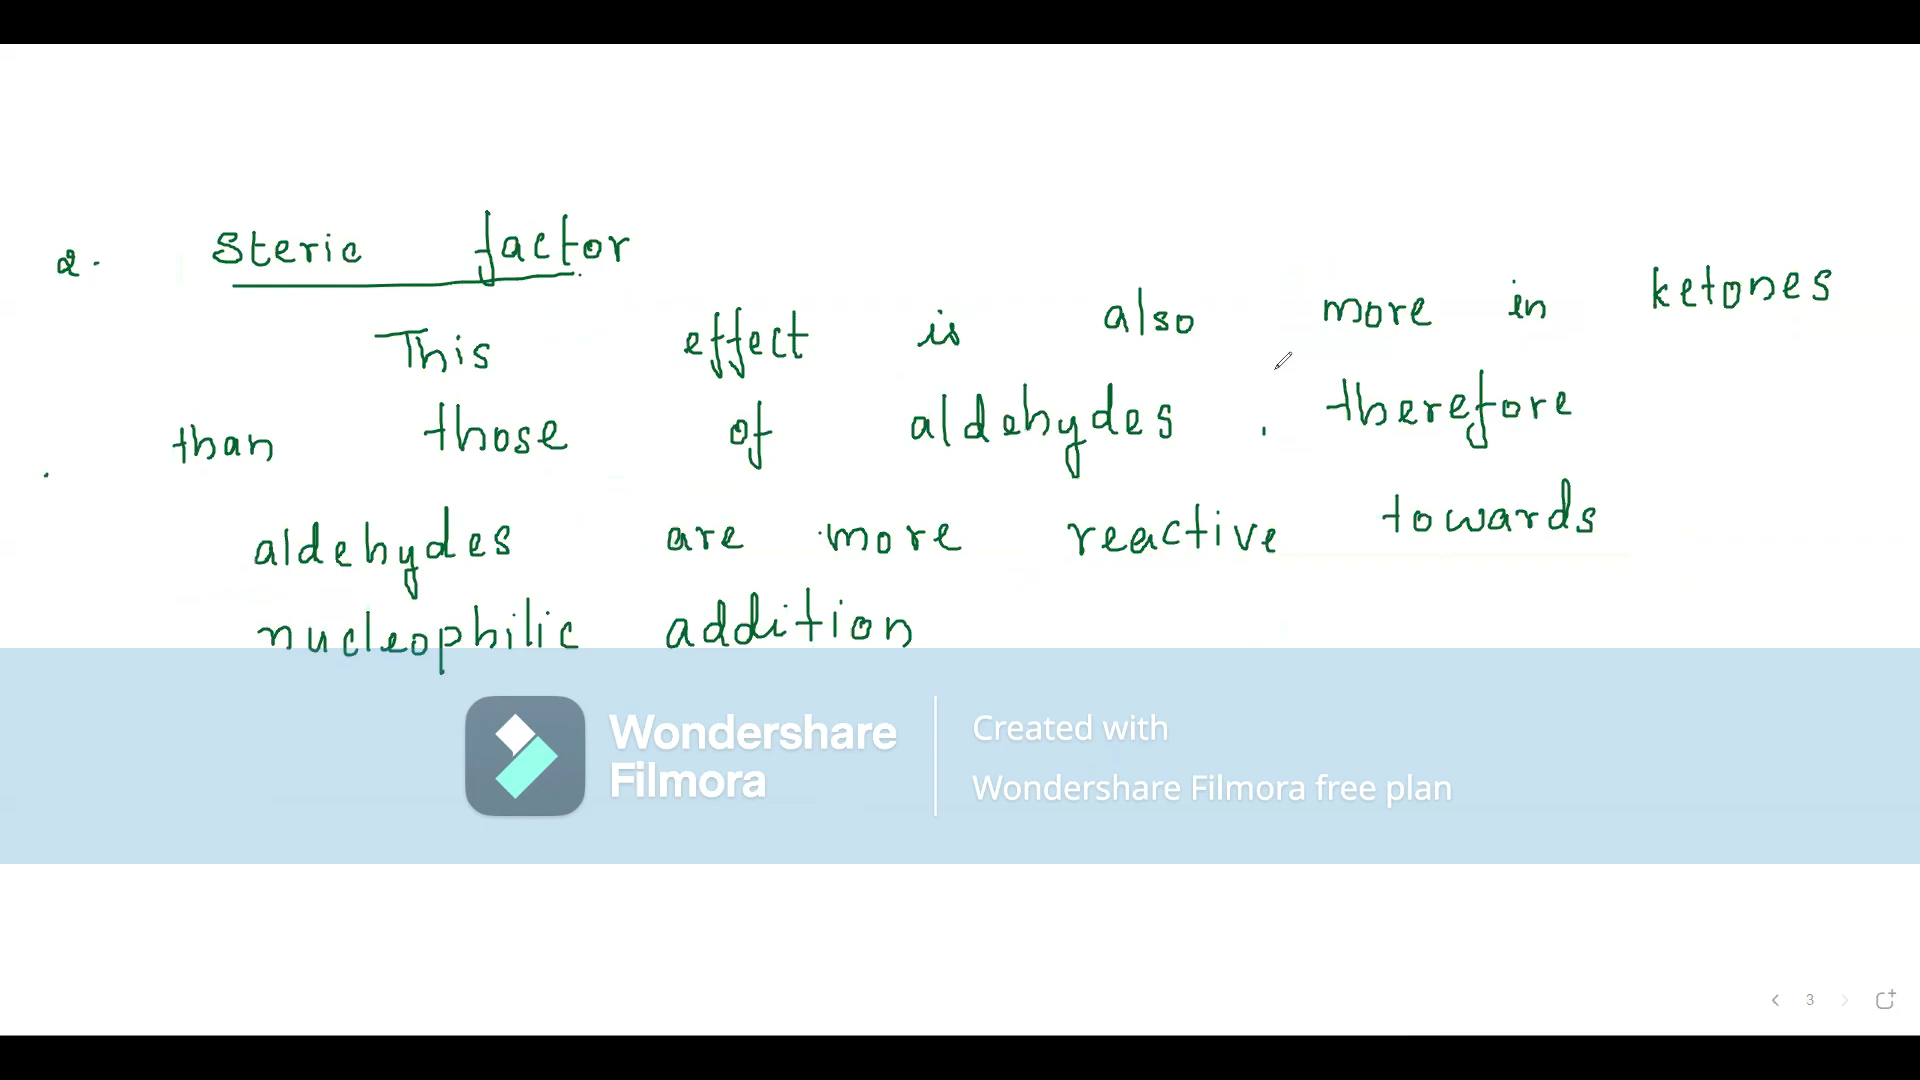 2. Steric factor
This effect is also more in ketones
than those of aldehydes. therefore
aldehydes are more reactive towards
nucleophilic addition
Wondershare
Filmora
Created with
Wondershare Filmora free plan
3